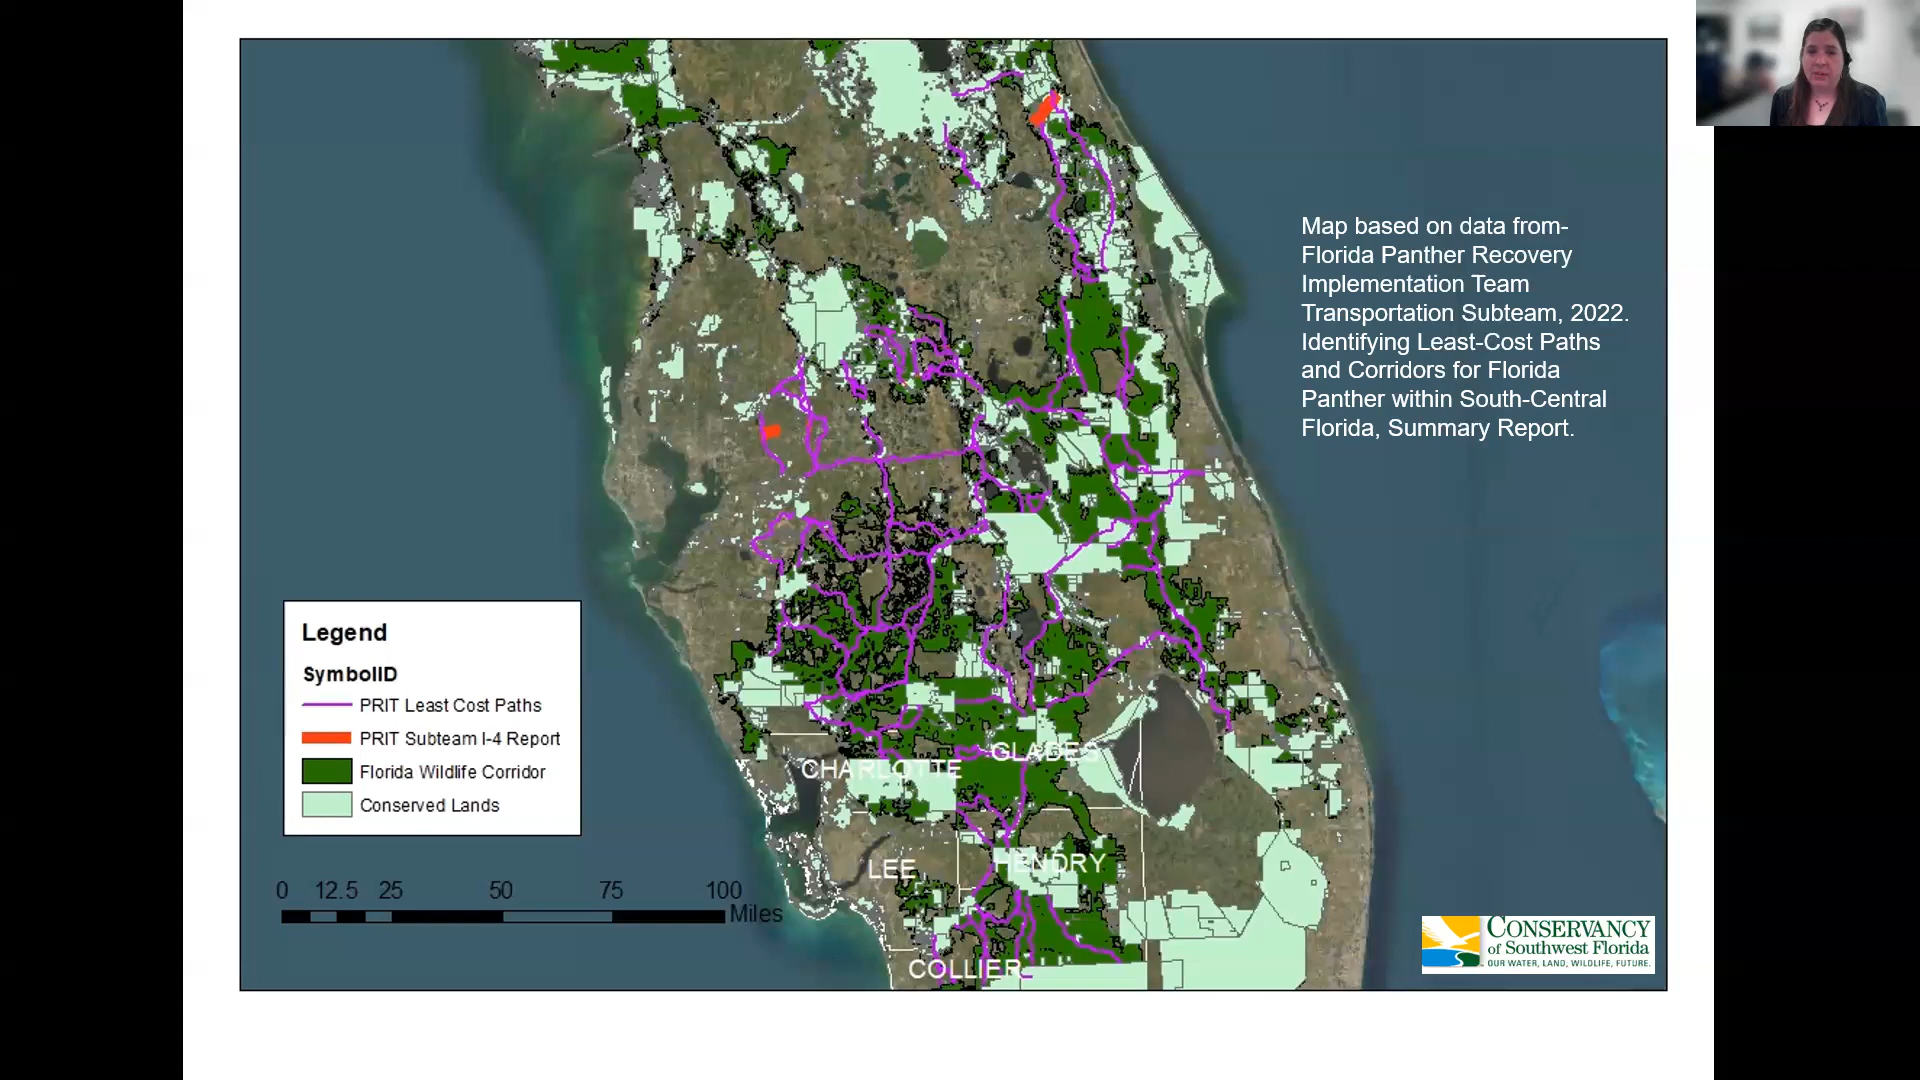 Map based on data from-
Florida Panther Recovery
Implementation Team
Transportation Subteam, 2022.
Identifying Least-Cost Paths
and Corridors for Florida
Panther within South-Central
Florida, Summary Report.
Legend
SymbolID
PRIT Least Cost Paths
PRIT Subteam I-4 Report
Florida Wildlife Corridor
Conserved Lands
GLADES
CHARLOTTE
LEE
HENDRY
COLLIER
0 12.5 25 50 75 100
Miles
CONSERVANCY
of Southwest Florida
OUR WATER, LAND, WILDLIFE, FUTURE.